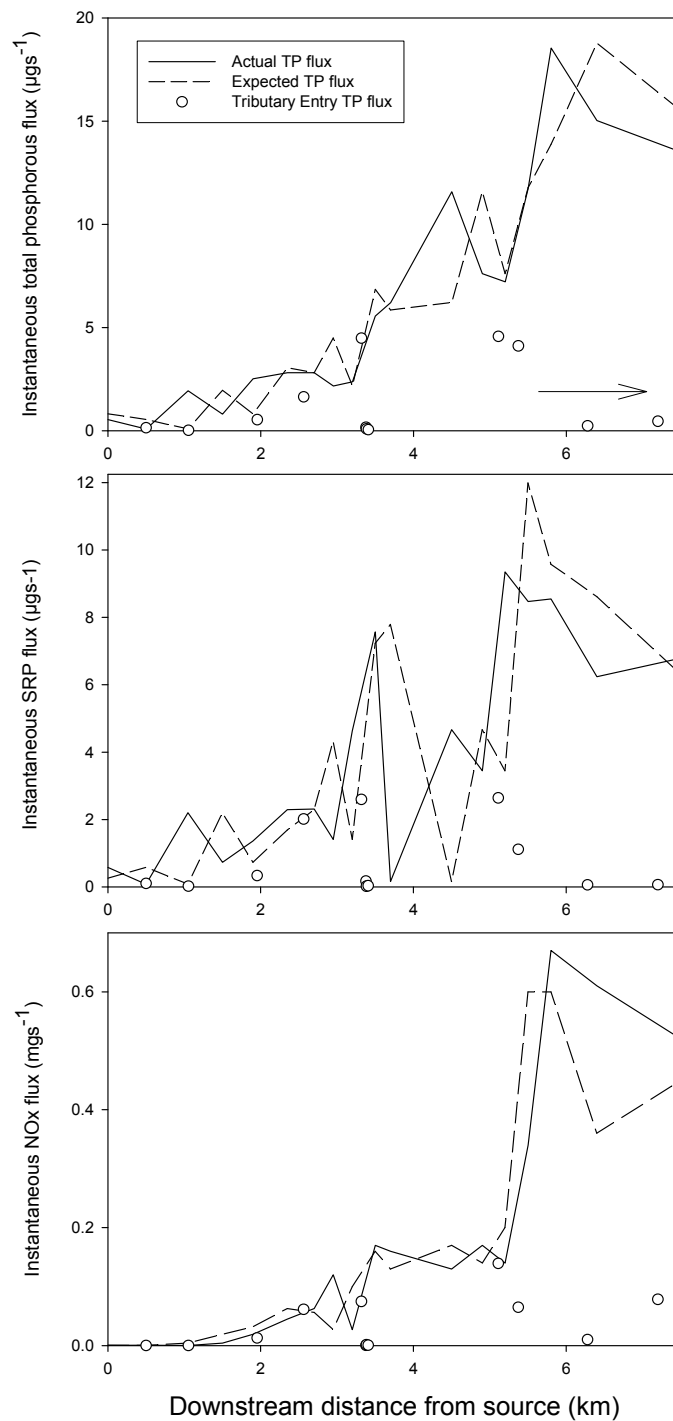 Instantaneous total phosphorous flux (µgs⁻¹)
20
15
10
5
0
Actual TP flux
Expected TP flux
Tributary Entry TP flux
0 2 4 6
Instantaneous SRP flux (µgs-1)
12
10
8
6
4
2
0
0 2 4 6
Instantaneous NOx flux (mgs⁻¹)
0.6
0.4
0.2
0.0
0 2 4 6
Downstream distance from source (km)